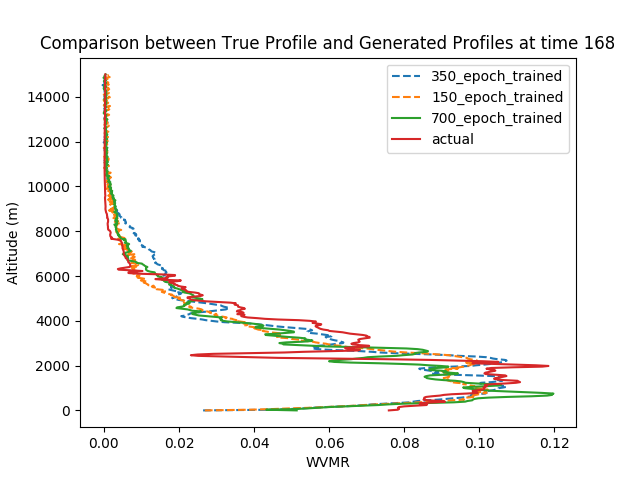 Comparison between True Profile and Generated Profiles at time 168
350_epoch_trained
150_epoch_trained
700_epoch_trained
actual
Altitude (m)
14000
12000
10000
8000
6000
4000
2000
0
0.00 0.02 0.04 0.06 0.08 0.10 0.12
WVMR